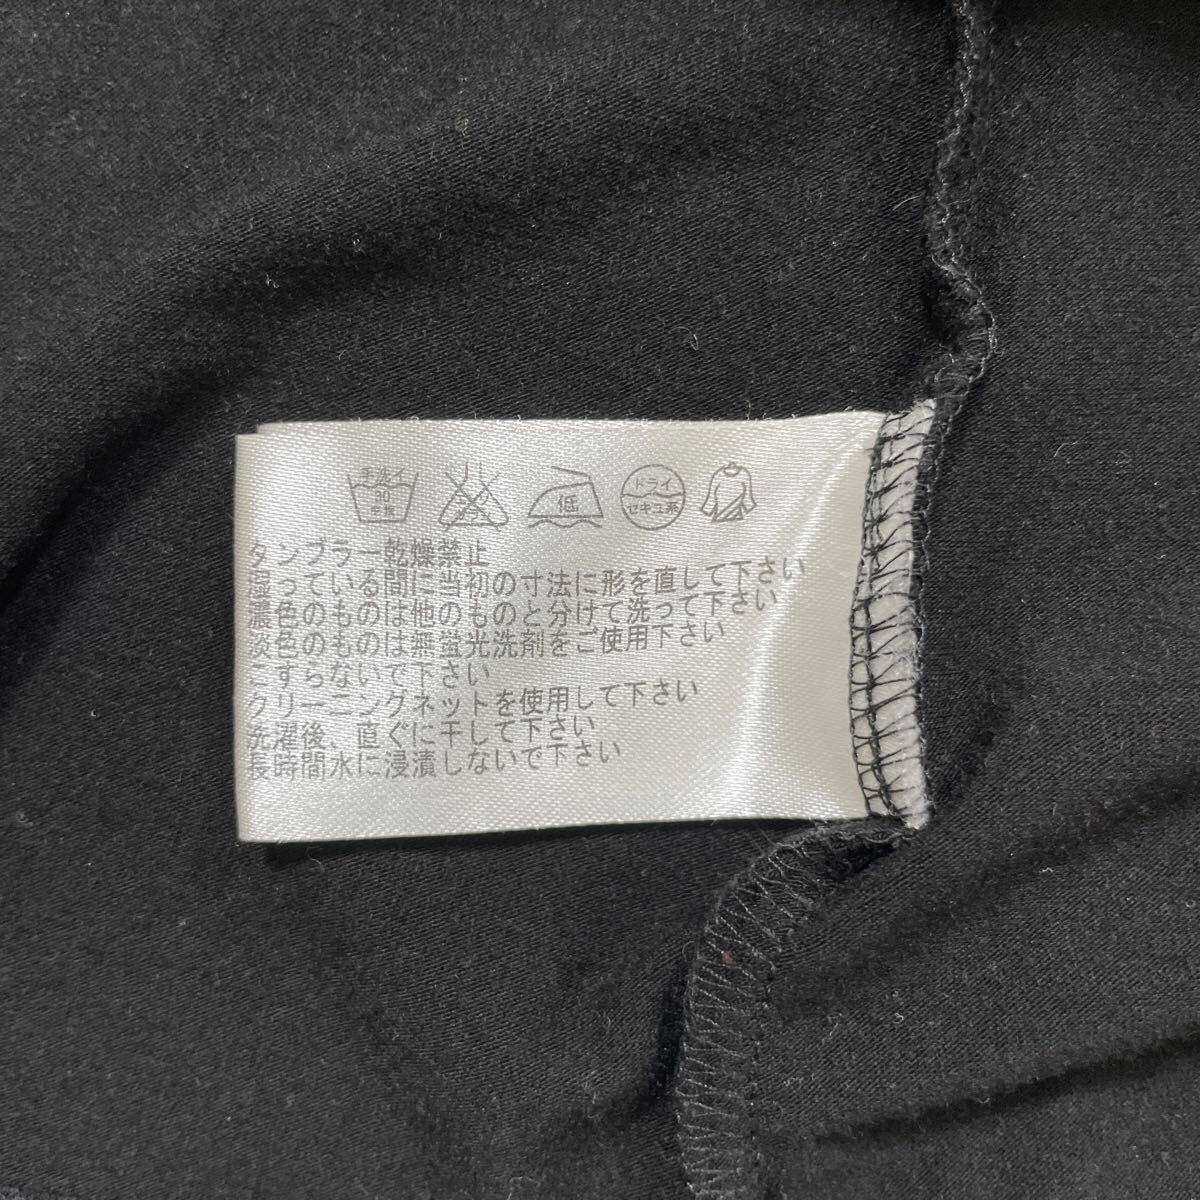 手洗イ 30 中性
低
ドライ セキユ系
タンブラー乾燥禁止
湿っている間に当初の寸法に形を直して下さい
濃色のものは他のものと分けて洗って下さい
淡色のものは無蛍光洗剤をご使用下さい
こすらないで下さい
クリーニングネットを使用して下さい
洗濯後、直ぐに干して下さい
長時間水に浸漬しないで下さい